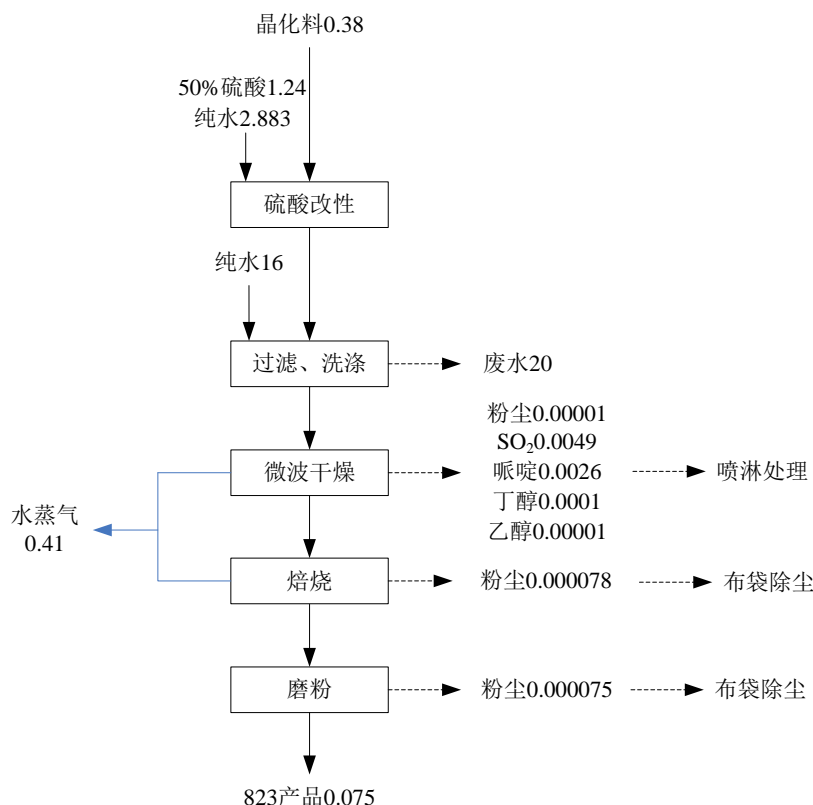 晶化料0.38
50%硫酸1.24
纯水2.883
硫酸改性
纯水16
过滤、洗涤
废水20
粉尘0.00001
SO₂0.0049
哌啶0.0026
丁醇0.0001
乙醇0.00001
微波干燥
喷淋处理
水蒸气
0.41
焙烧
粉尘0.000078
布袋除尘
磨粉
粉尘0.000075
布袋除尘
823产品0.075